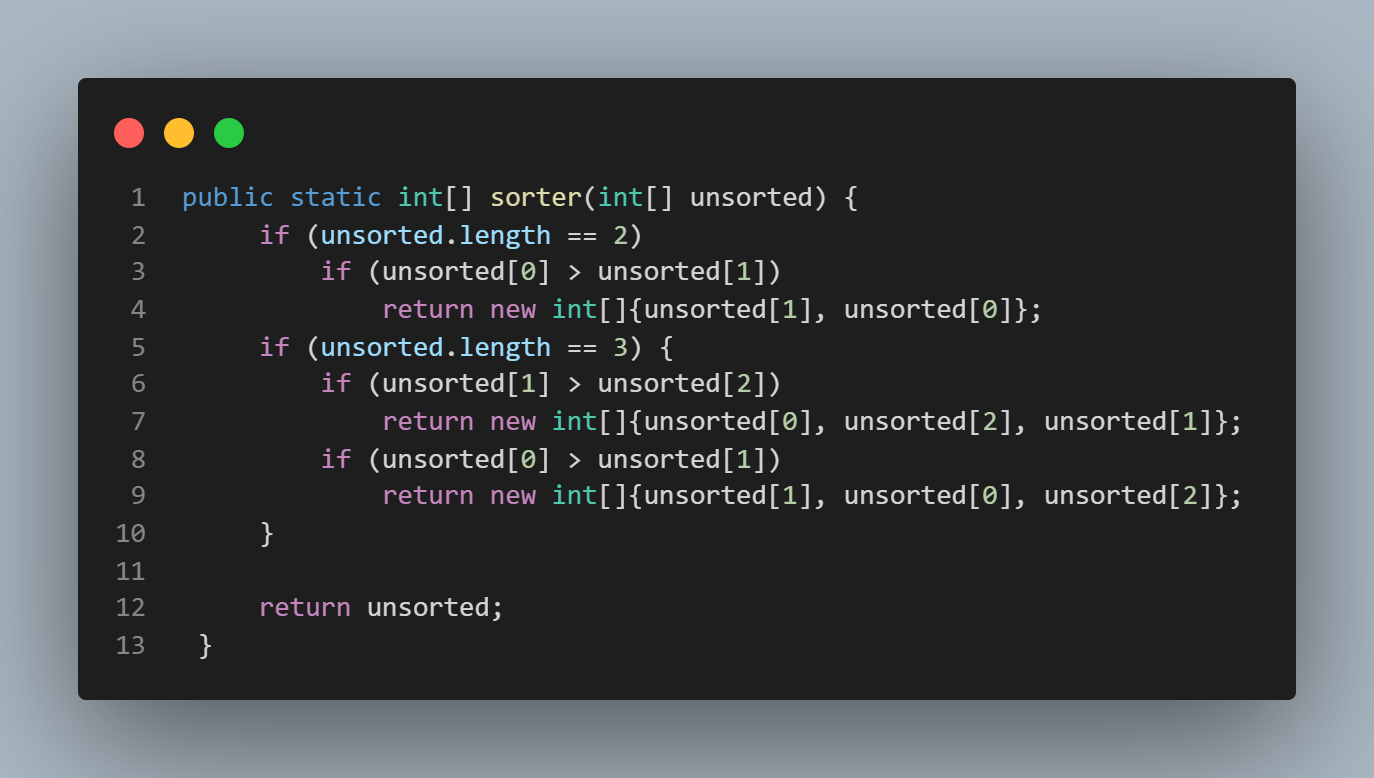 1 public static int[] sorter(int[] unsorted) {
2 if (unsorted.length == 2)
3 if (unsorted[0] > unsorted[1])
4 return new int[]{unsorted[1], unsorted[0]};
5 if (unsorted.length == 3) {
6 if (unsorted[1] > unsorted[2])
7 return new int[]{unsorted[0], unsorted[2], unsorted[1]};
8 if (unsorted[0] > unsorted[1])
9 return new int[]{unsorted[1], unsorted[0], unsorted[2]};
10 }
11
12 return unsorted;
13 }